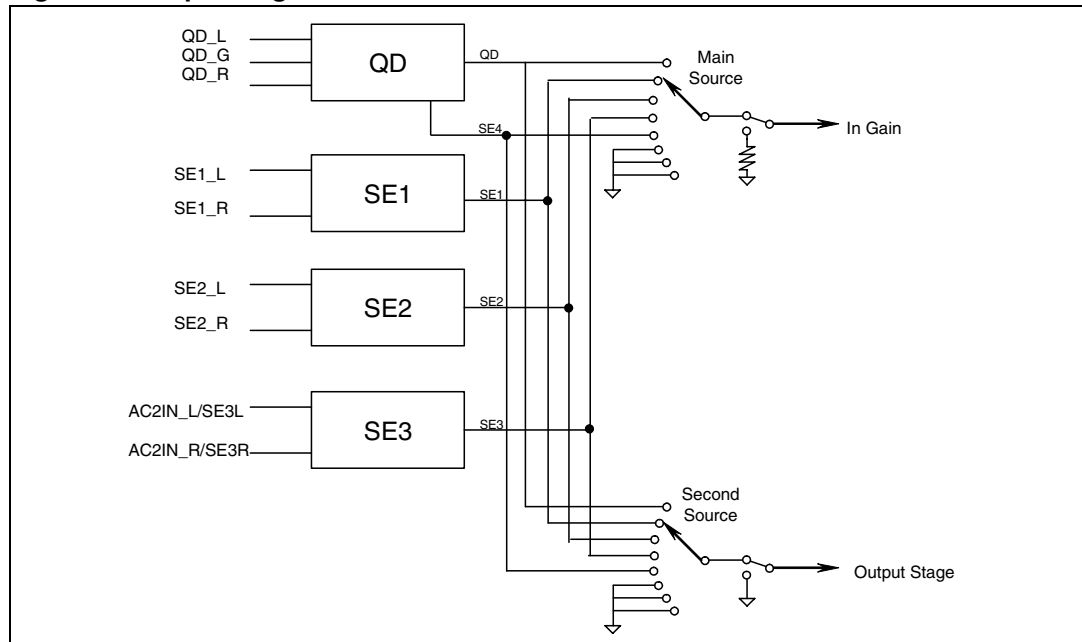 QD_L
QD_G
QD_R
QD
QD
SE4
Main
Source
In Gain
SE1_L
SE1_R
SE1
SE1
SE2_L
SE2_R
SE2
SE2
AC2IN_L/SE3L
AC2IN_R/SE3R
SE3
SE3
Second
Source
Output Stage